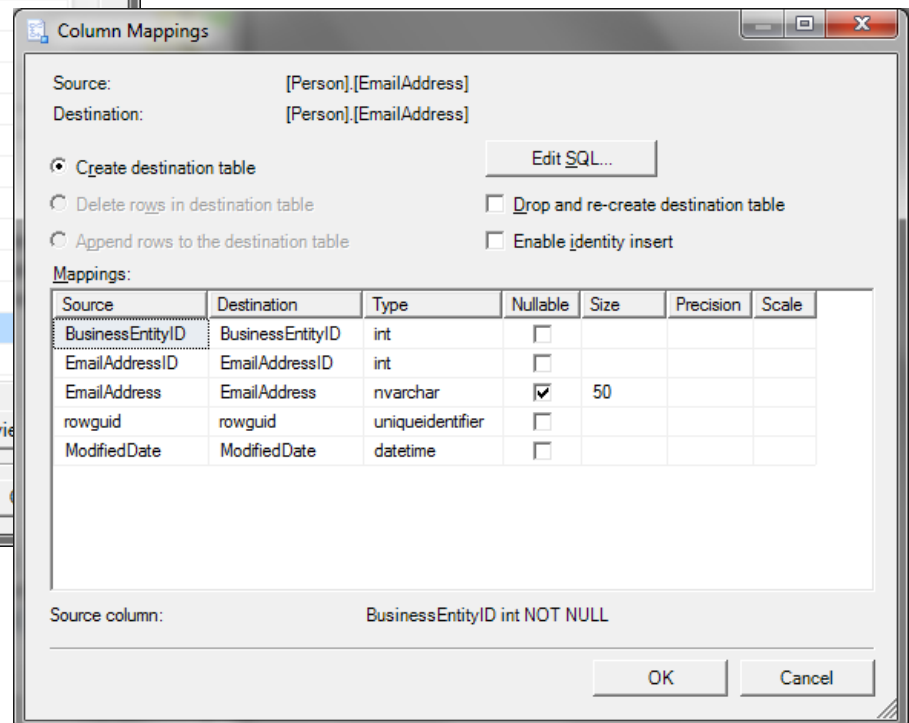 Column Mappings
Source: [Person].[EmailAddress]
Destination: [Person].[EmailAddress]
Create destination table
Edit SQL...
Delete rows in destination table
Drop and re-create destination table
Append rows to the destination table
Enable identity insert
Mappings:
Source Destination Type Nullable Size Precision Scale
BusinessEntityID BusinessEntityID int
EmailAddressID EmailAddressID int
EmailAddress EmailAddress nvarchar 50
rowguid rowguid uniqueidentifier
ModifiedDate ModifiedDate datetime
Source column: BusinessEntityID int NOT NULL
OK Cancel